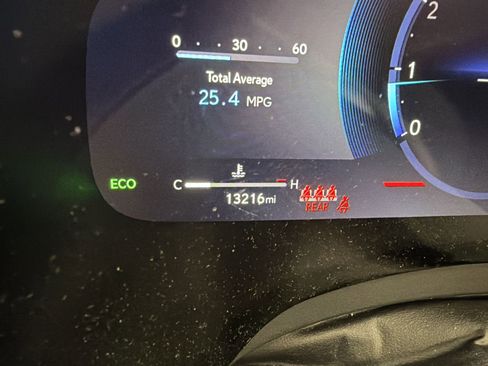 0 30 60
Total Average
25.4 MPG
2
1
0
ECO
C H
13216mi
REAR